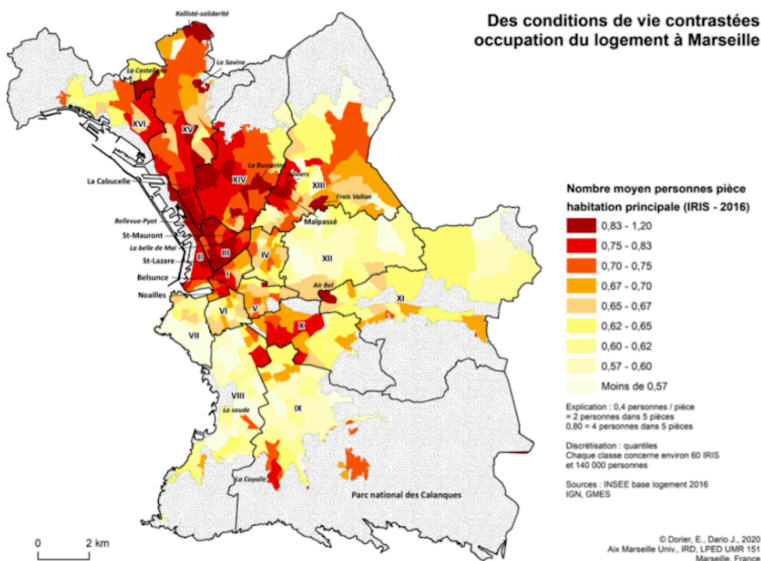 Des conditions de vie contrastées
occupation du logement à Marseille
Kallisté-solidarité
La Savine
La Castellane
XVI
XV
La Cabucelle
XIV
La Busserine
XIII
Frais Vallon
Malpassé
Bellevue-Pyat
St-Mauront
La belle de Mai
St-Lazare
Belsunce
Noailles
II
III
I
IV
XII
Air Bel
XI
VI
V
VII
X
VIII
IX
La soude
La Cayolle
Parc national des Calanques
Nombre moyen personnes pièce
habitation principale (IRIS - 2016)
0,83 - 1,20
0,75 - 0,83
0,70 - 0,75
0,67 - 0,70
0,65 - 0,67
0,62 - 0,65
0,60 - 0,62
0,57 - 0,60
Moins de 0,57
Explication : 0,4 personnes / pièce
= 2 personnes dans 5 pièces
0,80 = 4 personnes dans 5 pièces
Discrétisation : quantiles
Chaque classe concerne environ 60 IRIS
et 140 000 personnes
Sources : INSEE base logement 2016
IGN, GMES
0 2 km
© Dorier, E., Dario J., 2020
Aix Marseille Univ., IRD, LPED UMR 151
Marseille, France